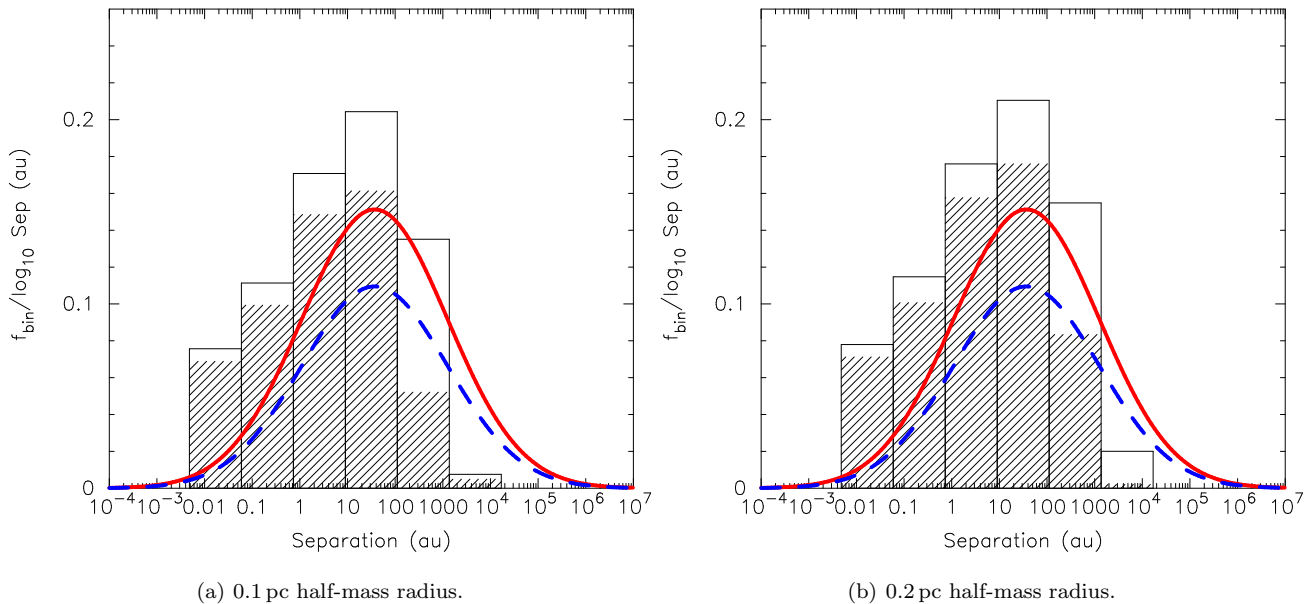 f_bin/log_10 Sep (au)
0.2
0.1
0
10^-4 10^-3 0.01 0.1 1 10 100 1000 10^4 10^5 10^6 10^7
Separation (au)
(a) 0.1 pc half-mass radius.
f_bin/log_10 Sep (au)
0.2
0.1
0
10^-4 10^-3 0.01 0.1 1 10 100 1000 10^4 10^5 10^6 10^7
Separation (au)
(b) 0.2 pc half-mass radius.